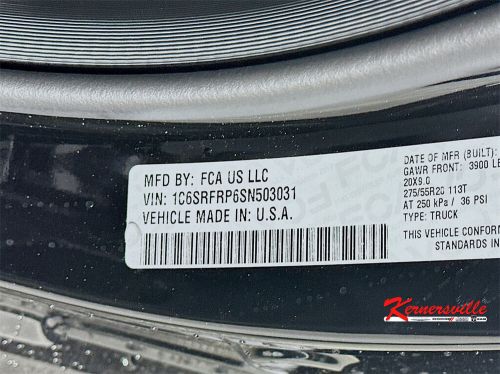 MFD BY: FCA US LLC
VIN: 1C6SRFRP6SN503031
VEHICLE MADE IN U.S.A.
DATE OF MFR (BUILT):
GAWR FRONT: 3900 LB
20X9.0
275/55R20 113T
AT 250 kPa / 36 PSI
TYPE: TRUCK
THIS VEHICLE CONFORM
STANDARDS IN
Kernersville